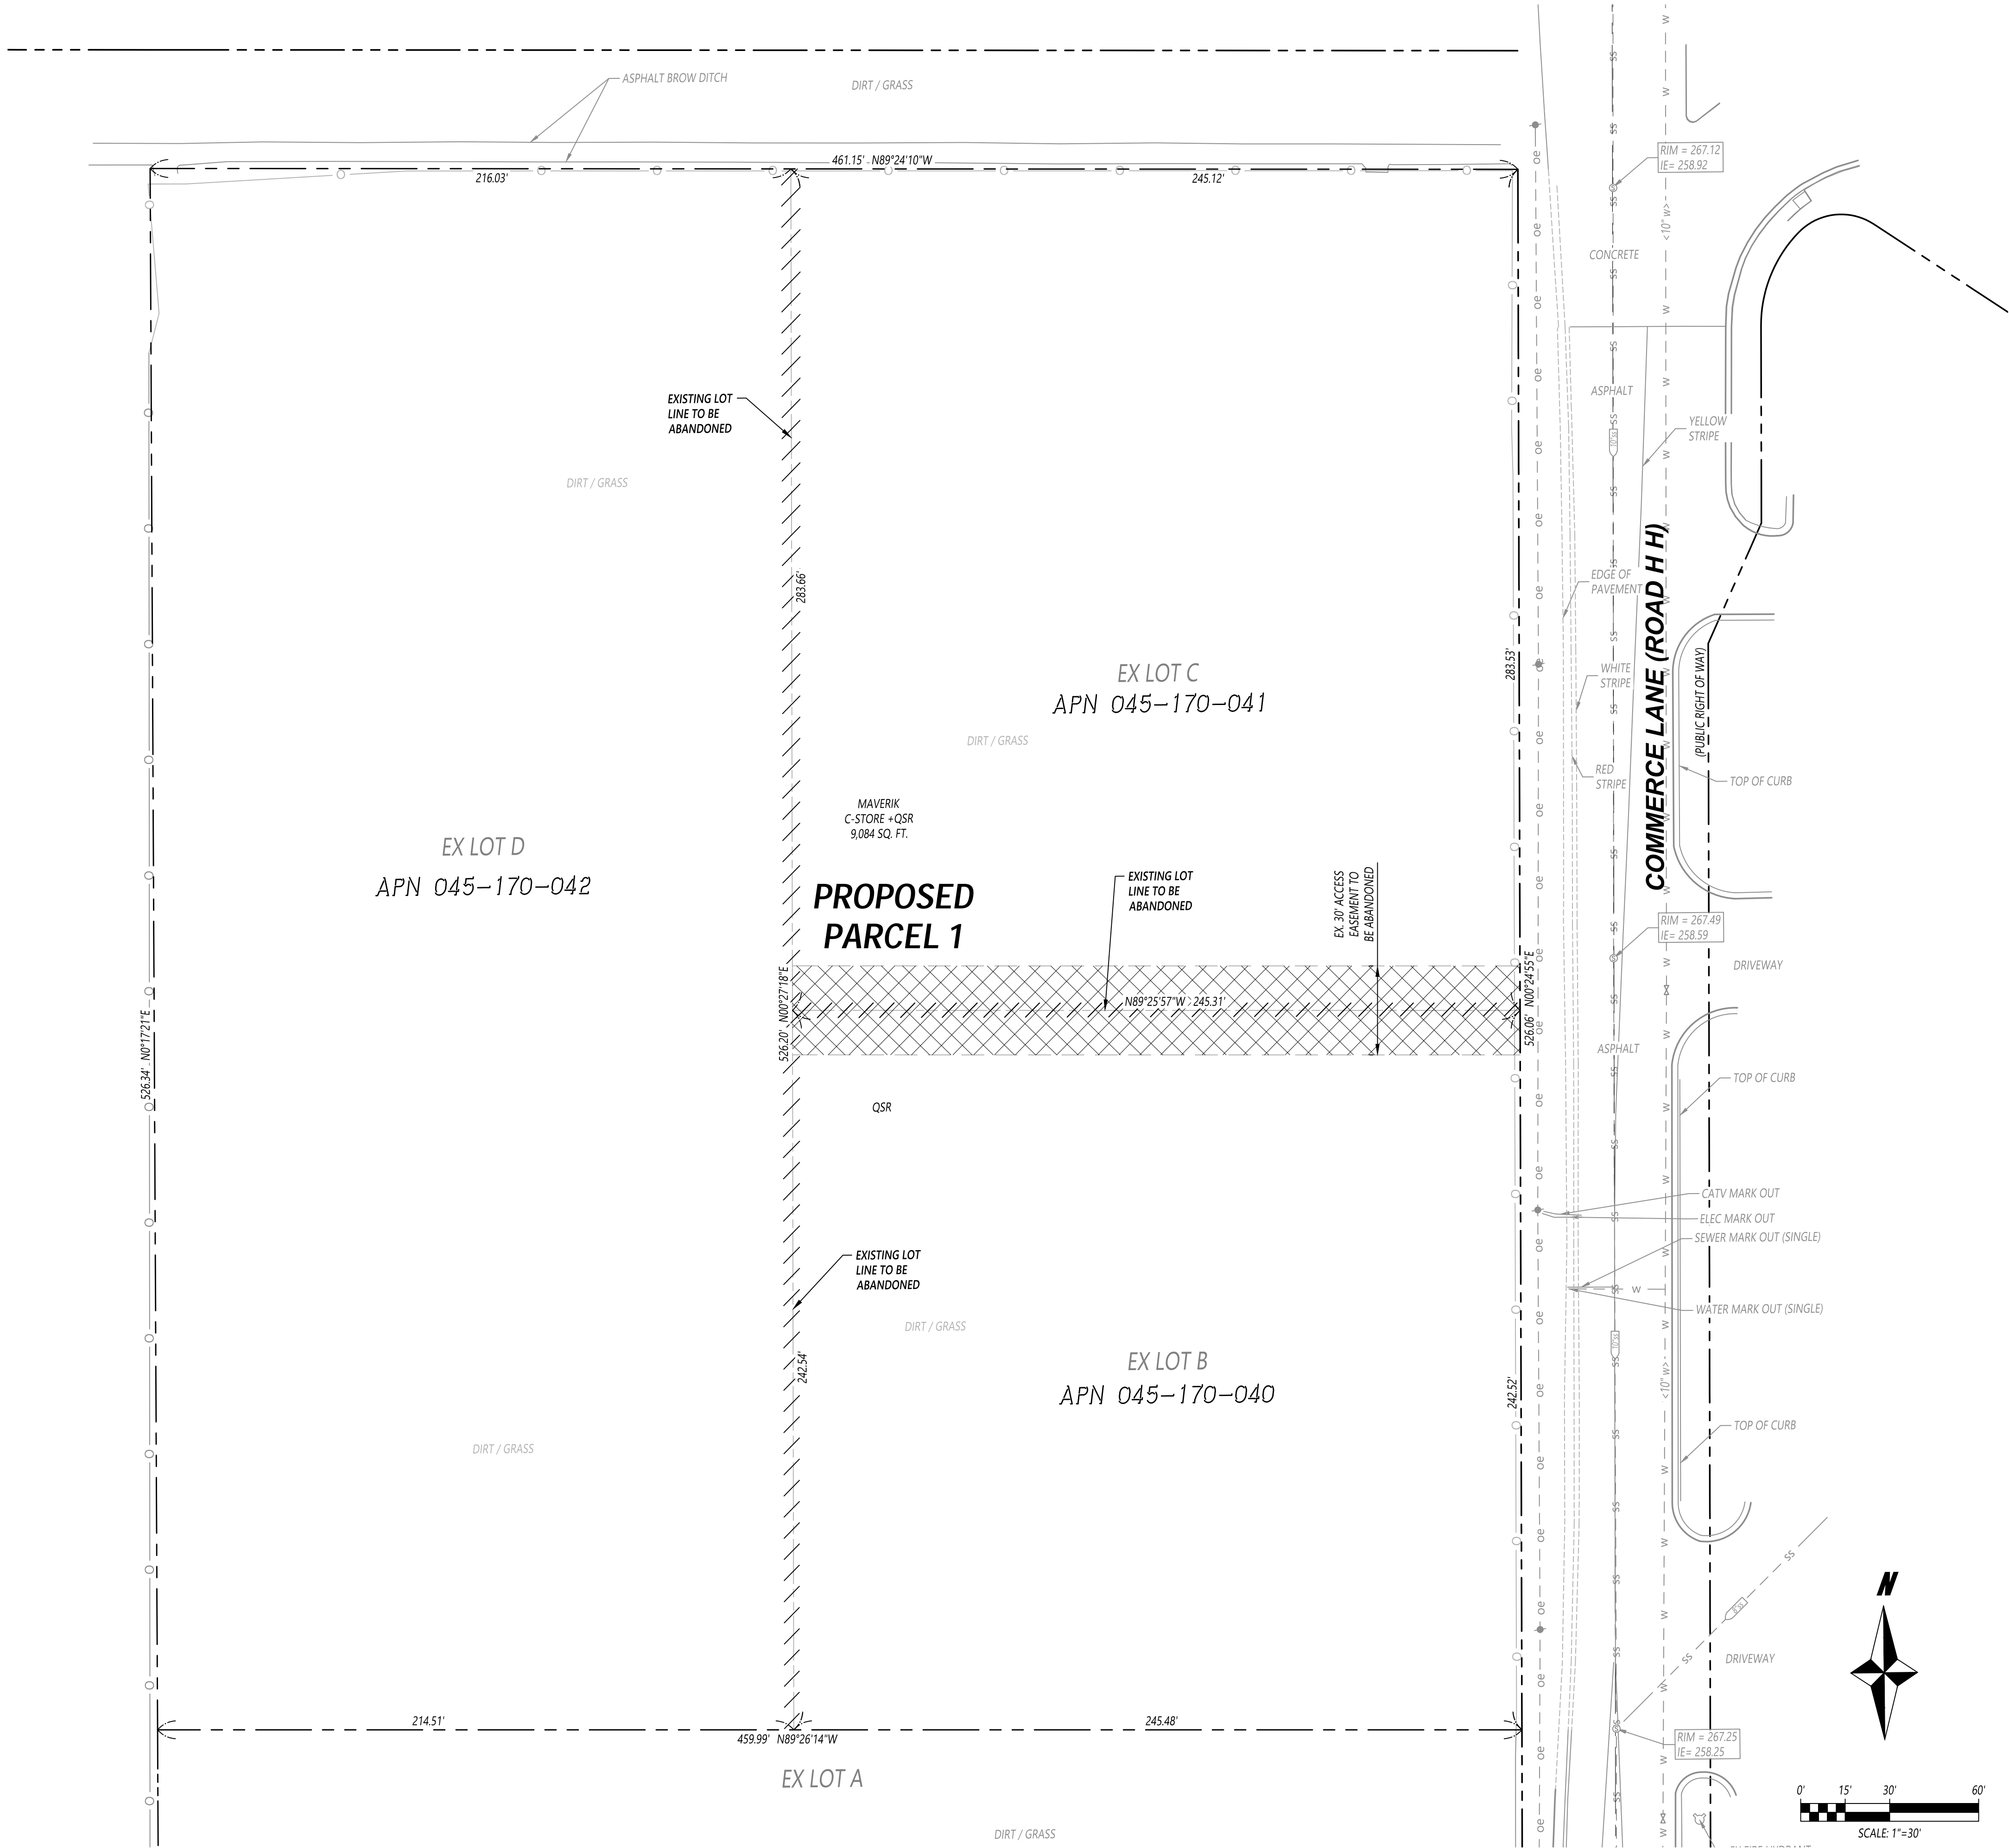 ASPHALT BROW DITCH
DIRT / GRASS
461.15' N89°24'10"W
216.03'
245.12'
RIM = 267.12
IE= 258.92
<10" w>
CONCRETE
ASPHALT
10"ss
YELLOW
STRIPE
EXISTING LOT
LINE TO BE
ABANDONED
DIRT / GRASS
283.66'
283.53'
EDGE OF
PAVEMENT
WHITE
STRIPE
RED
STRIPE
COMMERCE LANE (ROAD H H)
(PUBLIC RIGHT OF WAY)
TOP OF CURB
EX LOT C
APN 045-170-041
DIRT / GRASS
MAVERIK
C-STORE +QSR
9,084 SQ. FT.
EX LOT D
APN 045-170-042
PROPOSED
PARCEL 1
EXISTING LOT
LINE TO BE
ABANDONED
EX. 30' ACCESS
EASEMENT TO
BE ABANDONED
RIM = 267.49
IE= 258.59
DRIVEWAY
526.34' N0°17'21"E
526.20' N00°27'18"E
N89°25'57"W 245.31'
526.06' N00°24'55"E
ASPHALT
TOP OF CURB
QSR
CATV MARK OUT
ELEC MARK OUT
SEWER MARK OUT (SINGLE)
WATER MARK OUT (SINGLE)
EXISTING LOT
LINE TO BE
ABANDONED
DIRT / GRASS
10"ss
<10" w>
242.54'
242.52'
EX LOT B
APN 045-170-040
TOP OF CURB
DIRT / GRASS
N
8"ss
DRIVEWAY
214.51'
245.48'
459.99' N89°26'14"W
RIM = 267.25
IE= 258.25
EX LOT A
DIRT / GRASS
0' 15' 30' 60'
SCALE: 1"=30'